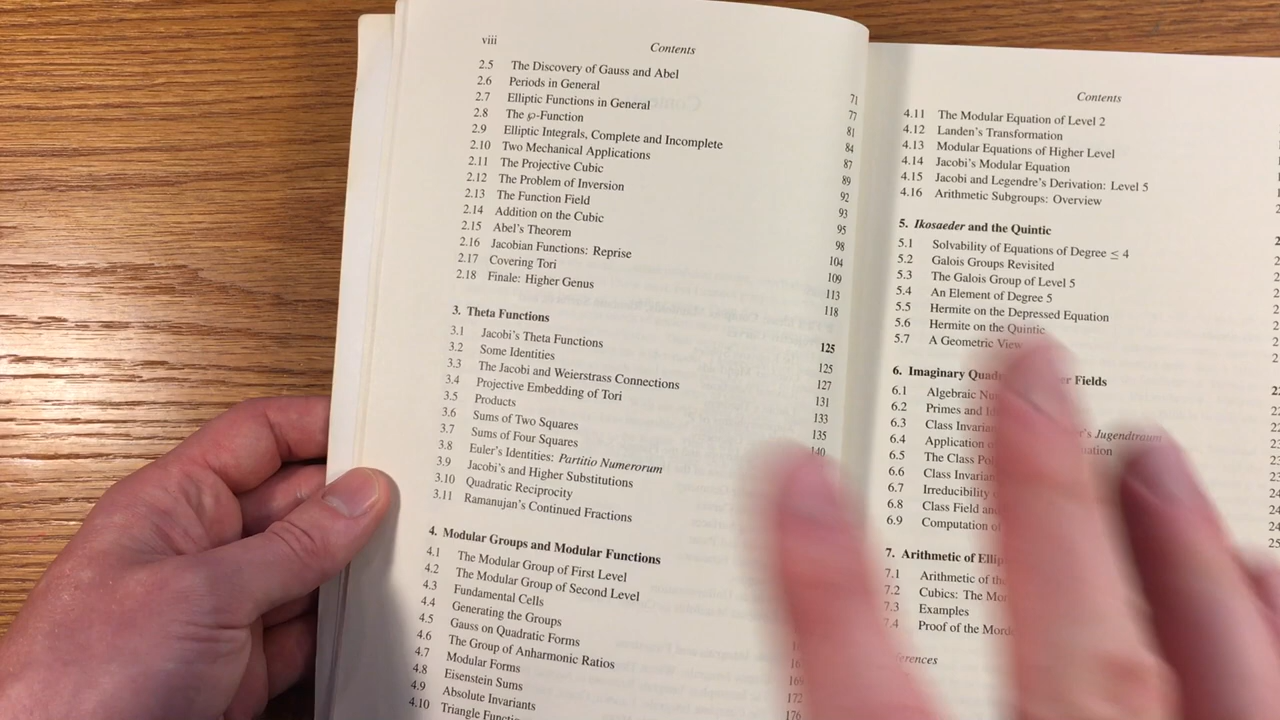 viii
Contents
2.5 The Discovery of Gauss and Abel 71
2.6 Periods in General 77
2.7 Elliptic Functions in General 81
2.8 The ℘-Function 84
2.9 Elliptic Integrals, Complete and Incomplete 87
2.10 Two Mechanical Applications 89
2.11 The Projective Cubic 92
2.12 The Problem of Inversion 93
2.13 The Function Field 95
2.14 Addition on the Cubic 98
2.15 Abel's Theorem 104
2.16 Jacobian Functions: Reprise 109
2.17 Covering Tori 113
2.18 Finale: Higher Genus 118
3. Theta Functions 125
3.1 Jacobi's Theta Functions 125
3.2 Some Identities 127
3.3 The Jacobi and Weierstrass Connections 131
3.4 Projective Embedding of Tori 133
3.5 Products 135
3.6 Sums of Two Squares 140
3.7 Sums of Four Squares
3.8 Euler's Identities: Partitio Numerorum
3.9 Jacobi's and Higher Substitutions
3.10 Quadratic Reciprocity
3.11 Ramanujan's Continued Fractions
4. Modular Groups and Modular Functions
4.1 The Modular Group of First Level
4.2 The Modular Group of Second Level
4.3 Fundamental Cells
4.4 Generating the Groups
4.5 Gauss on Quadratic Forms
4.6 The Group of Anharmonic Ratios 169
4.7 Modular Forms 172
4.8 Eisenstein Sums 176
4.9 Absolute Invariants
4.10 Triangle
Contents
4.11 The Modular Equation of Level 2
4.12 Landen's Transformation
4.13 Modular Equations of Higher Level
4.14 Jacobi's Modular Equation
4.15 Jacobi and Legendre's Derivation: Level 5
4.16 Arithmetic Subgroups: Overview
5. Ikosaeder and the Quintic
5.1 Solvability of Equations of Degree ≤ 4
5.2 Galois Groups Revisited
5.3 The Galois Group of Level 5
5.4 An Element of Degree 5
5.5 Hermite on the Depressed Equation
5.6 Hermite on the Quintic
5.7 A Geometric View
6. Imaginary Fields
6.1 Algebraic
6.2 Primes and
6.3 Class Jugendtraum
6.4 Application
6.5 The Class
6.6 Class
6.7 Irreducibility
6.8 Class Field and
6.9 Computation of
7. Arithmetic of
7.1 Arithmetic of
7.2 Cubics: The
7.3 Examples
7.4 Proof of the